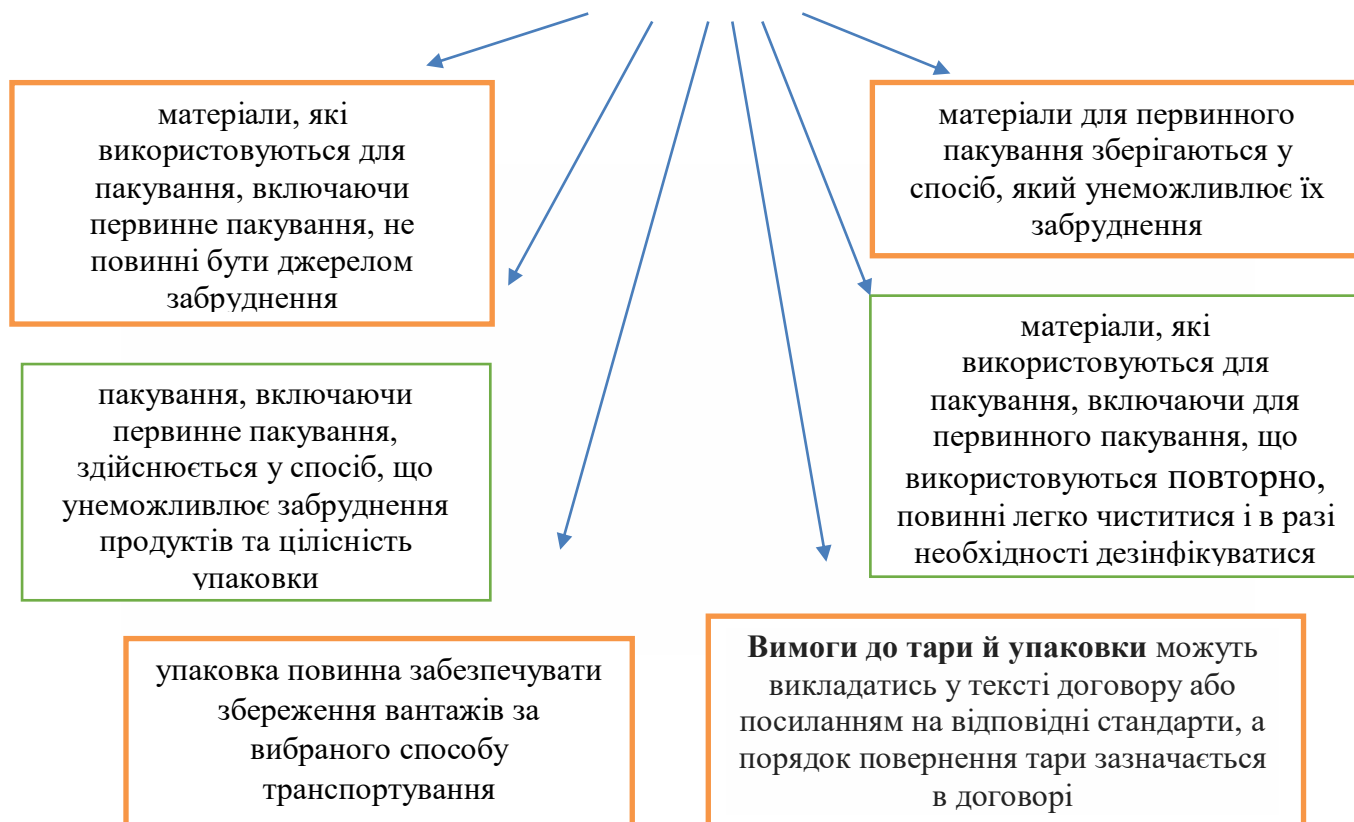 матеріали, які
використовуються для
пакування, включаючи
первинне пакування, не
повинні бути джерелом
забруднення
матеріали для первинного
пакування зберігаються у
спосіб, який унеможливлює їх
забруднення
пакування, включаючи
первинне пакування,
здійснюється у спосіб, що
унеможливлює забруднення
продуктів та цілісність
упаковки
матеріали, які
використовуються для
пакування, включаючи для
первинного пакування, що
використовуються повторно,
повинні легко чиститися і в разі
необхідності дезінфікуватися
упаковка повинна забезпечувати
збереження вантажів за
вибраного способу
транспортування
Вимоги до тари й упаковки можуть
викладатись у тексті договору або
посиланням на відповідні стандарти, а
порядок повернення тари зазначається
в договорі